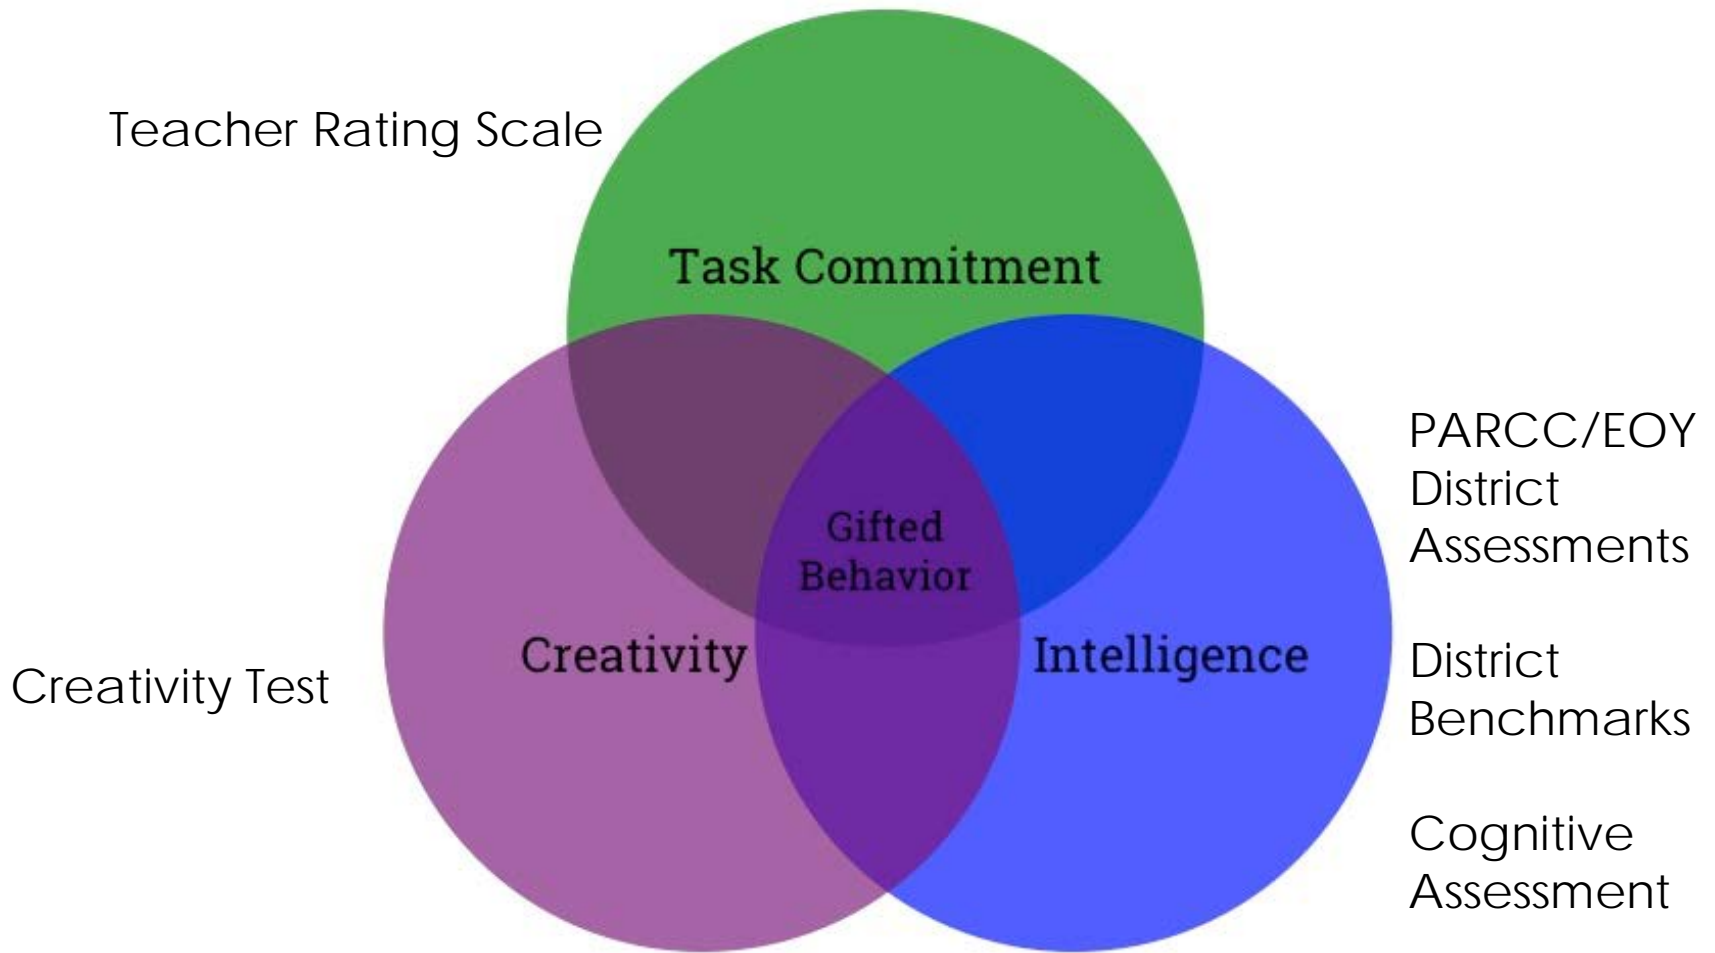 Teacher Rating Scale
Task Commitment
PARCC/EOY
District
Assessments
Gifted
Behavior
Creativity
Intelligence
Creativity Test
District
Benchmarks
Cognitive
Assessment